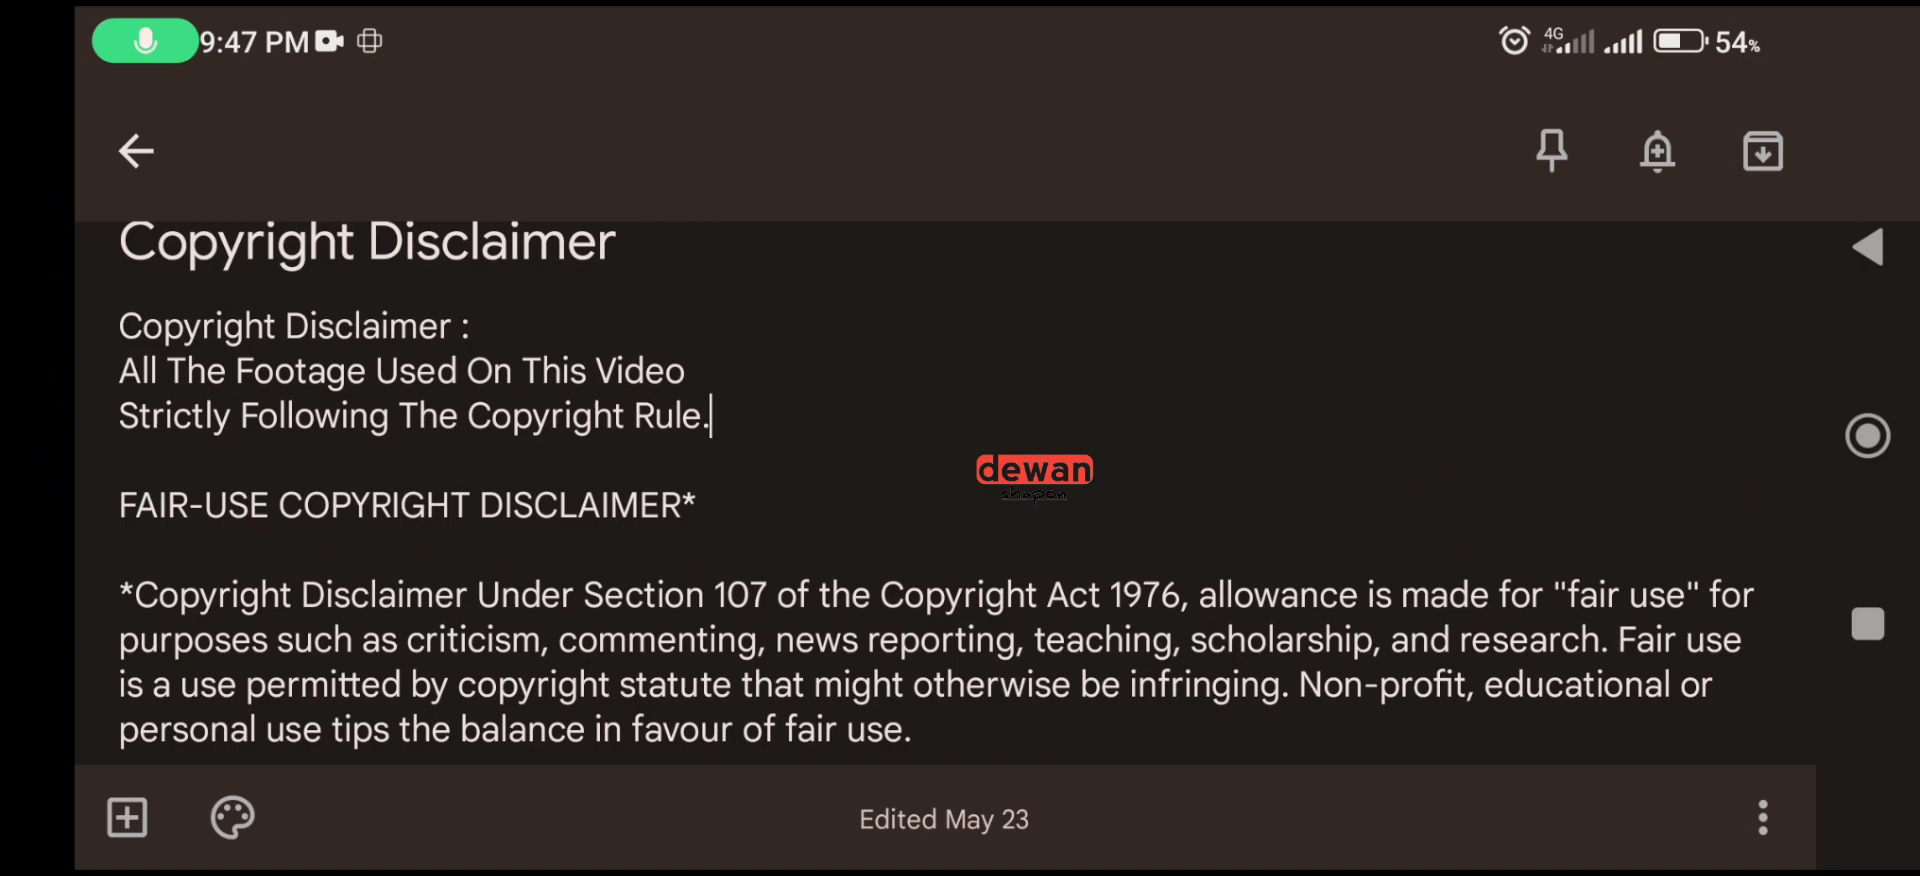 9:47 PM 4G 54%
Copyright Disclaimer
Copyright Disclaimer :
All The Footage Used On This Video
Strictly Following The Copyright Rule.
dewan
shopon
FAIR-USE COPYRIGHT DISCLAIMER*
*Copyright Disclaimer Under Section 107 of the Copyright Act 1976, allowance is made for "fair use" for
purposes such as criticism, commenting, news reporting, teaching, scholarship, and research. Fair use
is a use permitted by copyright statute that might otherwise be infringing. Non-profit, educational or
personal use tips the balance in favour of fair use.
Edited May 23